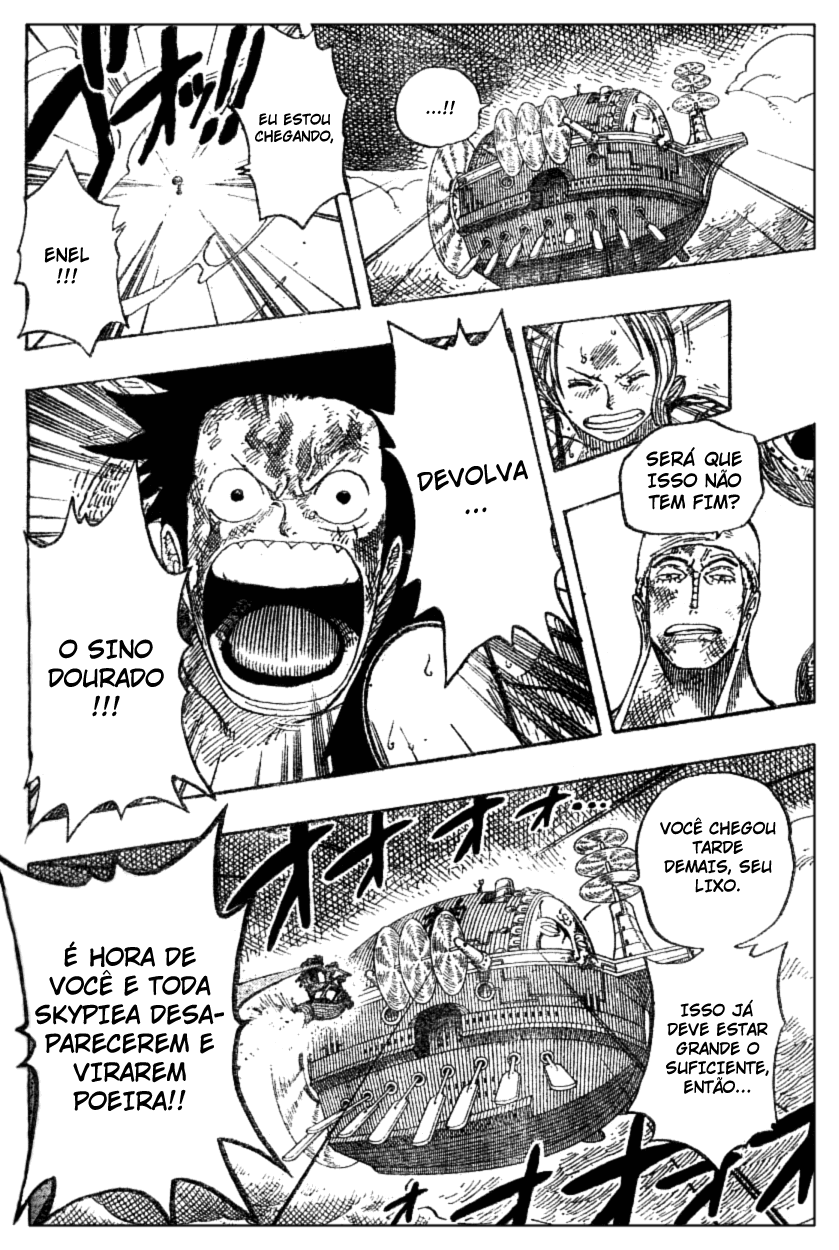 ...!!
EU ESTOU
CHEGANDO,
ENEL
!!!
SERÁ QUE
ISSO NÃO
TEM FIM?
DEVOLVA
...
O SINO
DOURADO
!!!
VOCÊ CHEGOU
TARDE
DEMAIS, SEU
LIXO.
ISSO JÁ
DEVE ESTAR
GRANDE O
SUFICIENTE,
ENTÃO...
É HORA DE
VOCÊ E TODA
SKYPIEA DESA-
PARECEREM E
VIRAREM
POEIRA!!